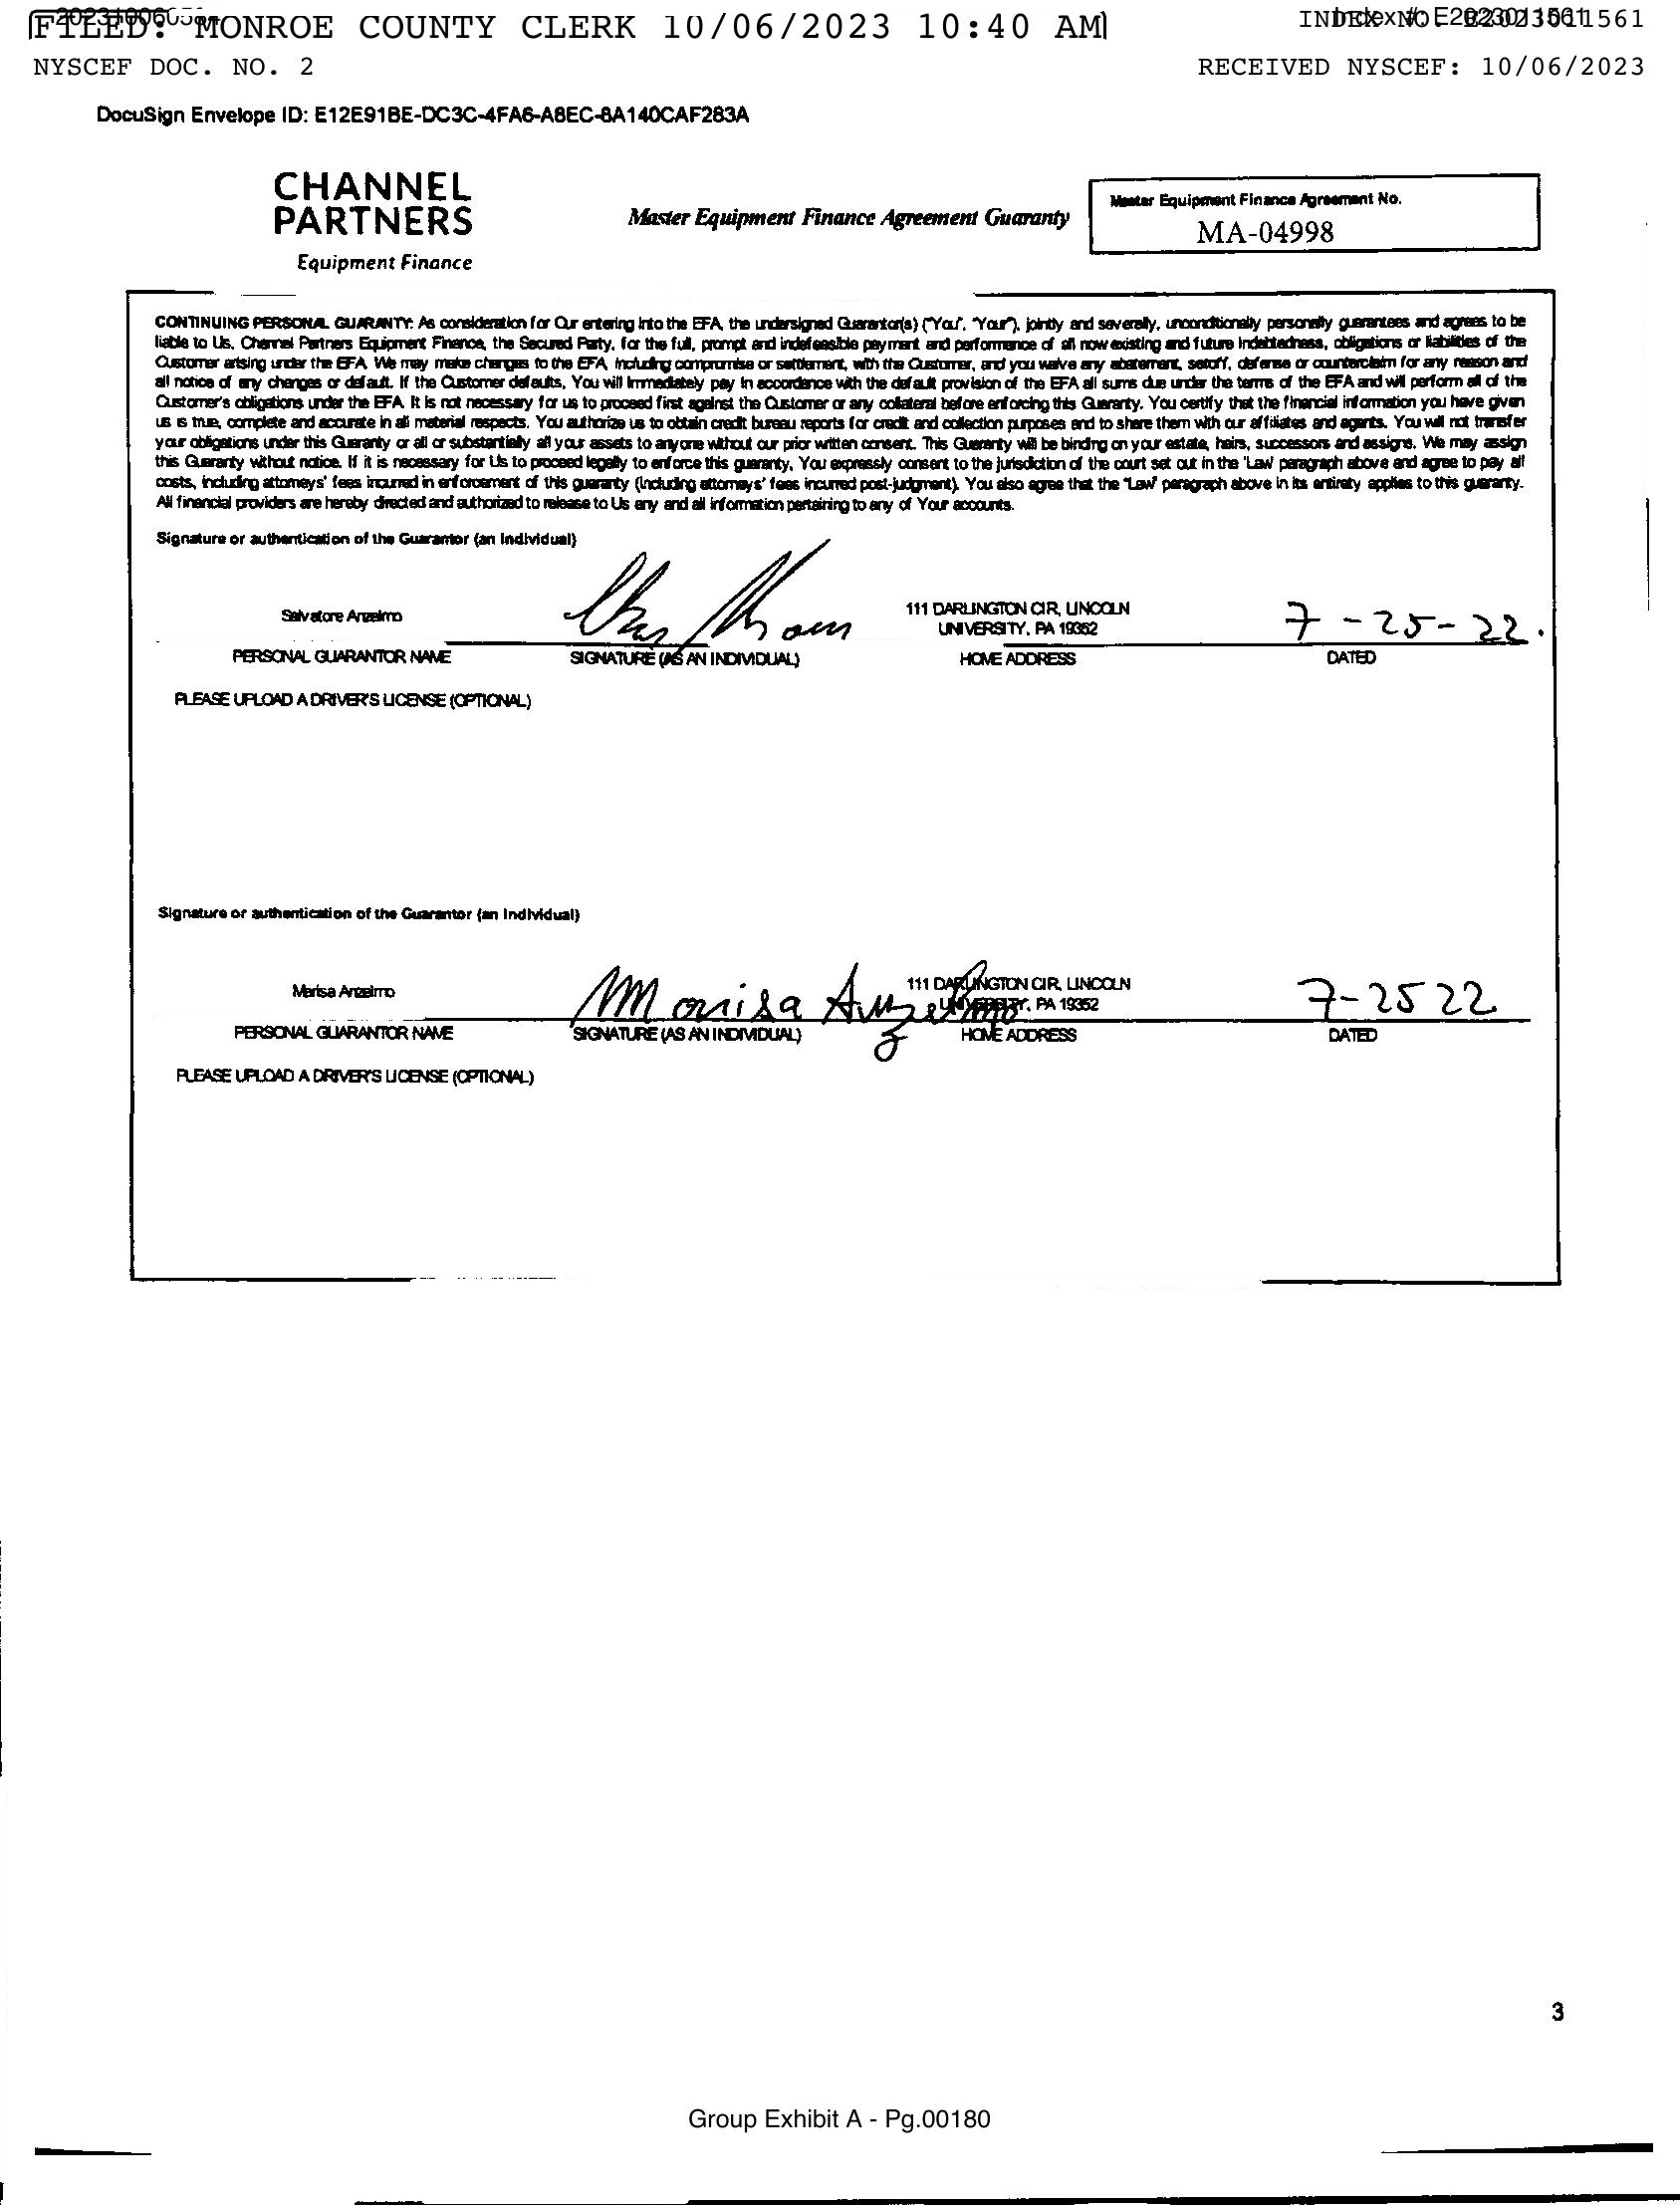 FILED: MONROE COUNTY CLERK 10/06/2023 10:40 AM
NYSCEF DOC. NO. 2
RECEIVED NYSCEF: 10/06/2023
DocuSign Envelope ID: E12E91BE-DC3C-4FA6-A8EC-8A140CAF283A
CHANNEL
PARTNERS
Equipment Finance
Master Equipment Finance Agreement Guaranty
Master Equipment Finance Agreement No.
MA-04998
CONTINUING PERSONAL GUARANTY: As consideration for Our entering into the EFA, the undersigned Guarantor(s) ("You", "Your"), jointly and severally, unconditionally personally guarantees and agrees to be
liable to Us, Channel Partners Equipment Finance, the Secured Party, for the full, prompt and indefeasible payment and performance of all now existing and future indebtedness, obligations or liabilities of the
Customer arising under the EFA. We may make changes to the EFA, including compromise or settlement, with the Customer, and you waive any abatement, setoff, defense or counterclaim for any reason and
all notice of any changes or default. If the Customer defaults, You will immediately pay in accordance with the default provision of the EFA all sums due under the terms of the EFA and will perform all of the
Customer's obligations under the EFA. It is not necessary for us to proceed first against the Customer or any collateral before enforcing this Guaranty. You certify that the financial information you have given
us is true, complete and accurate in all material respects. You authorize us to obtain credit bureau reports for credit and collection purposes and to share them with our affiliates and agents. You will not transfer
your obligations under this Guaranty or all or substantially all your assets to anyone without our prior written consent. This Guaranty will be binding on your estate, heirs, successors and assigns. We may assign
this Guaranty without notice. If it is necessary for Us to proceed legally to enforce this guaranty, You expressly consent to the jurisdiction of the court set out in the 'Law' paragraph above and agree to pay all
costs, including attorneys' fees incurred in enforcement of this guaranty (including attorneys' fees incurred post-judgment). You also agree that the "Law" paragraph above in its entirety applies to this guaranty.
All financial providers are hereby directed and authorized to release to Us any and all information pertaining to any of Your accounts.
Signature or authentication of the Guarantor (an Individual)
Salvatore Anzelmo
111 DARLINGTON CIR, LINCOLN
UNIVERSITY, PA 19352
7-25-22.
PERSONAL GUARANTOR NAME
SIGNATURE (AS AN INDIVIDUAL)
HOME ADDRESS
DATED
PLEASE UPLOAD A DRIVER'S LICENSE (OPTIONAL)
Signature or authentication of the Guarantor (an Individual)
Marisa Anzelmo
Marisa Anzelmo
111 DARLINGTON CIR, LINCOLN
UNIVERSITY, PA 19352
7-25 22
PERSONAL GUARANTOR NAME
SIGNATURE (AS AN INDIVIDUAL)
HOME ADDRESS
DATED
PLEASE UPLOAD A DRIVER'S LICENSE (OPTIONAL)
3
Group Exhibit A - Pg.00180